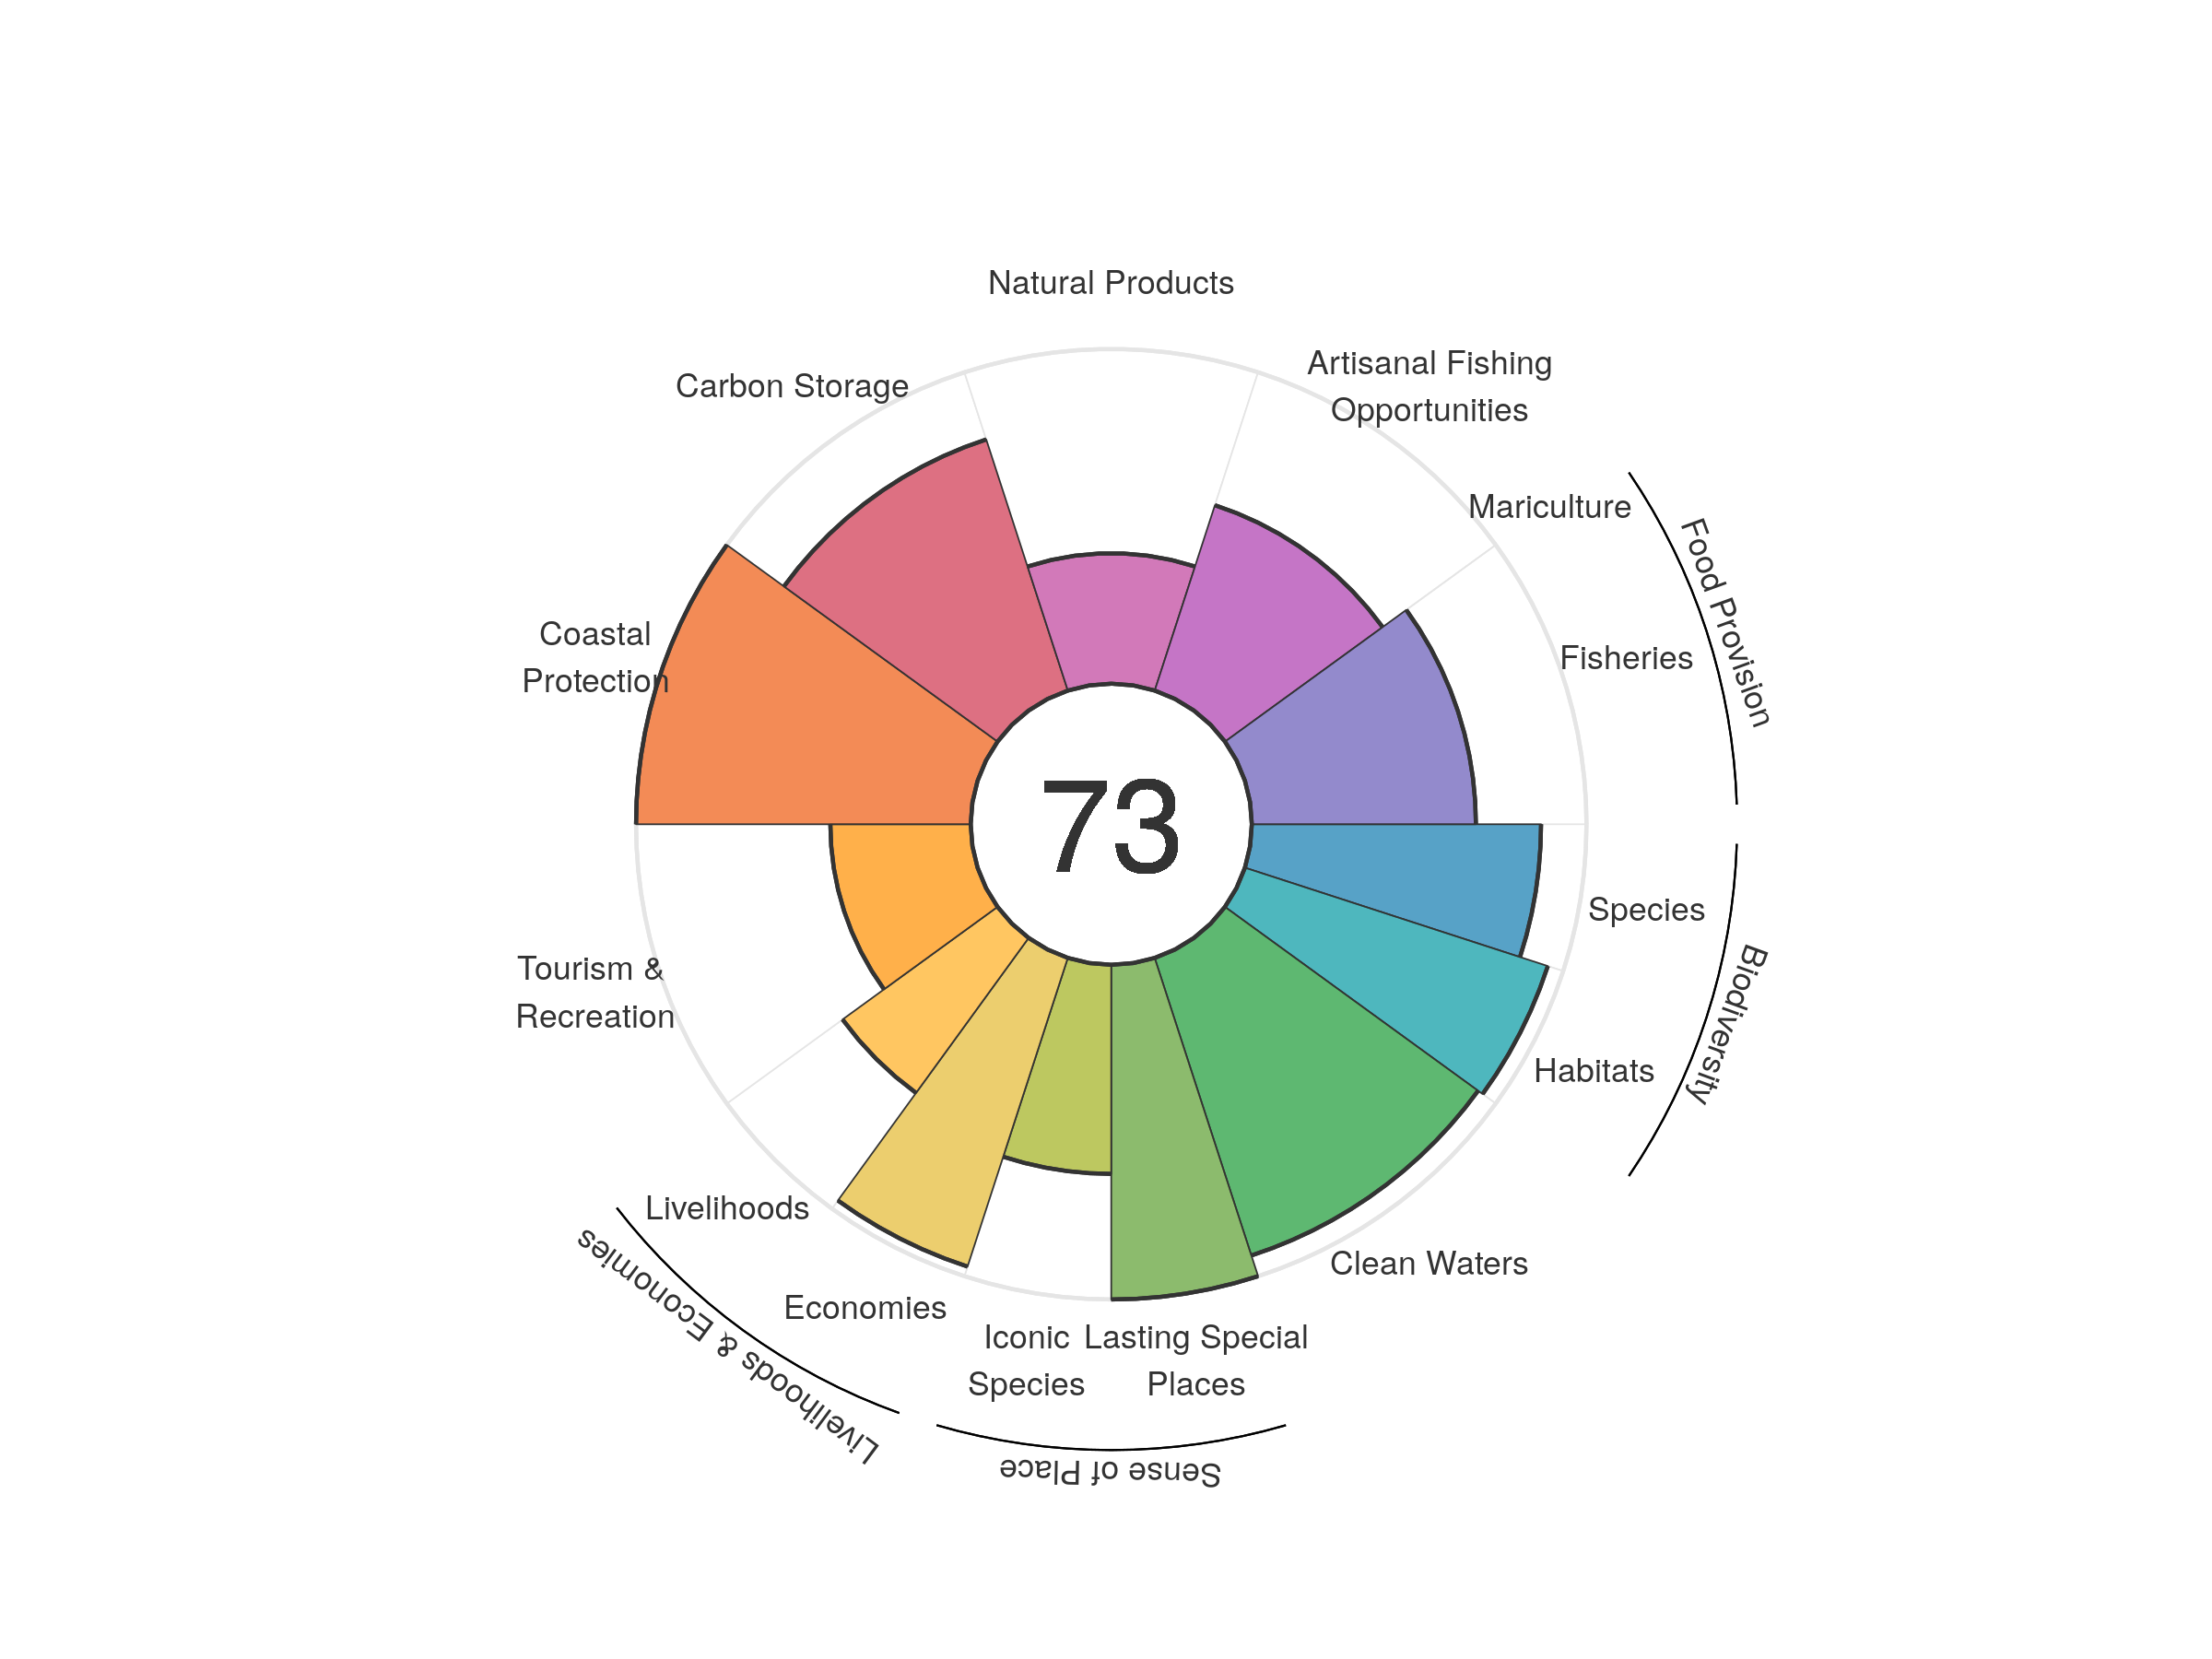 Natural Products
Artisanal Fishing
Opportunities
Carbon Storage
Mariculture
Food Provision
Fisheries
Coastal
Protection
73
Species
Biodiversity
Tourism &
Recreation
Habitats
Livelihoods
Clean Waters
Livelihoods & Economies
Economies
Iconic
Species
Lasting Special
Places
Sense of Place